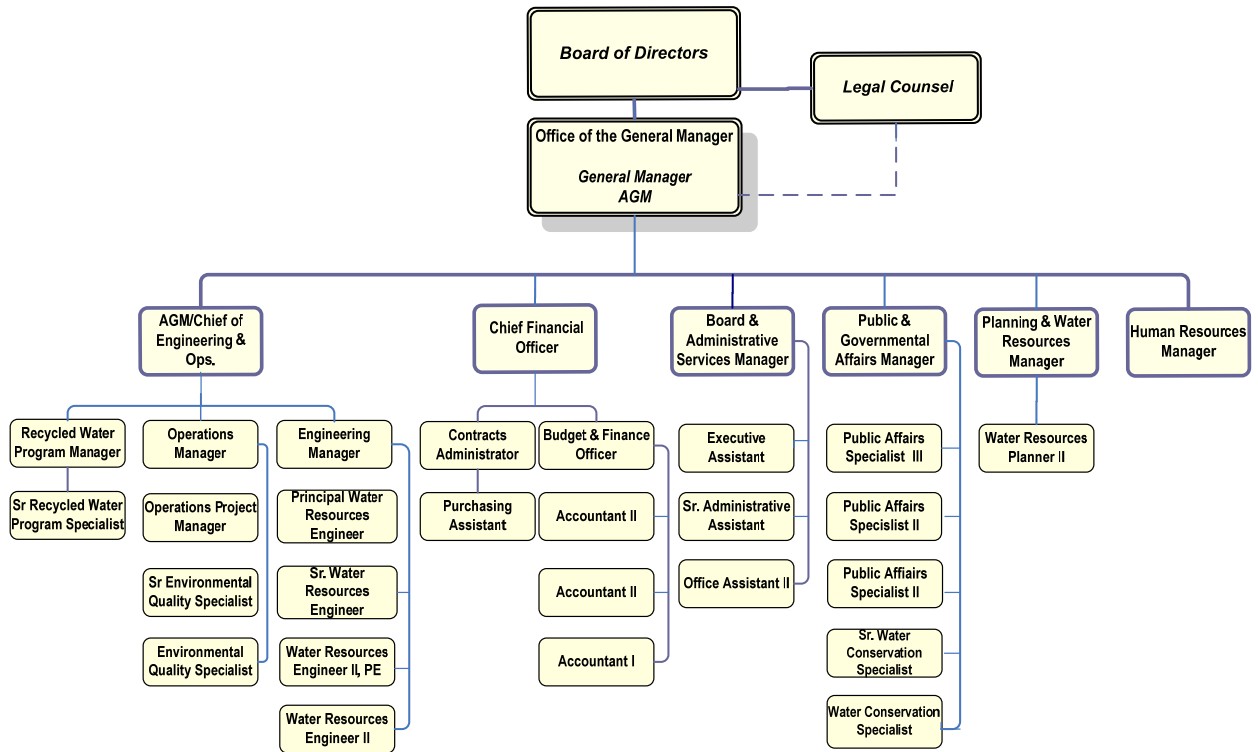 Board of Directors
Legal Counsel
Office of the General Manager
General Manager
AGM
AGM/Chief of
Engineering &
Ops.
Chief Financial
Officer
Board &
Administrative
Services Manager
Public &
Governmental
Affairs Manager
Planning & Water
Resources
Manager
Human Resources
Manager
Recycled Water
Program Manager
Operations
Manager
Engineering
Manager
Contracts
Administrator
Budget & Finance
Officer
Executive
Assistant
Public Affairs
Specialist III
Water Resources
Planner II
Sr Recycled Water
Program Specialist
Operations Project
Manager
Principal Water
Resources
Engineer
Purchasing
Assistant
Accountant II
Sr. Administrative
Assistant
Public Affairs
Specislist II
Sr Environmental
Quality Specialist
Sr. Water
Resources
Engineer
Accountant II
Office Assistant II
Public Affiairs
Specialist II
Environmental
Quality Specialist
Water Resources
Engineer II, PE
Accountant I
Sr. Water
Conservation
Specialist
Water Resources
Engineer II
Water Conservation
Specialist